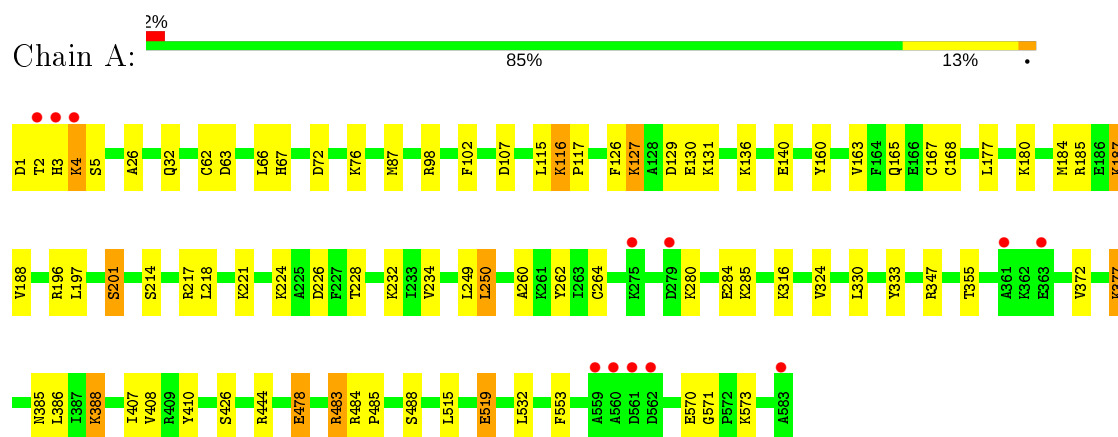 2%
Chain A:
85% 13% •
D1 T2 H3 K4 S5 A26 Q32 C62 D63 L66 H67 D72 K76 M87 R98 F102 D107 L115 K116 P117 F126 K127 A128 D129 E130 K131 K136 E140 Y160 V163 F164 Q165 E166 C167 C168 L177 K180 M184 R185 E186 K187
V188 R196 L197 S201 S214 R217 L218 K221 K224 A225 D226 F227 T228 K232 I233 V234 L249 L250 A260 K261 Y262 I263 C264 K275 D279 K280 E284 K285 K316 V324 L330 Y333 R347 T355 A361 K362 E363 V372 K377
N385 L386 I387 K388 I407 V408 R409 Y410 S426 R444 E478 R483 R484 P485 S488 L515 E519 L532 F553 A559 A560 D561 D562 E570 G571 P572 K573 A583